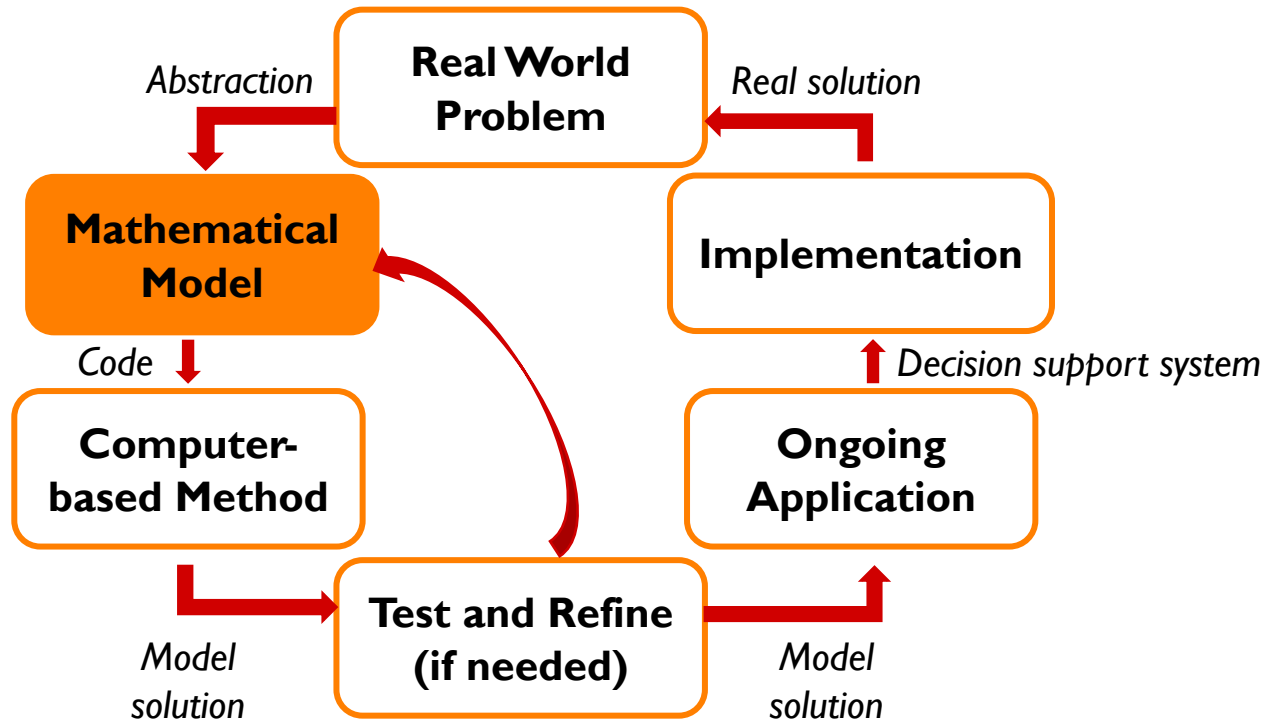 Real World
Problem
Abstraction
Real solution
Mathematical
Model
Implementation
Code
Decision support system
Computer-
based Method
Ongoing
Application
Test and Refine
(if needed)
Model
solution
Model
solution